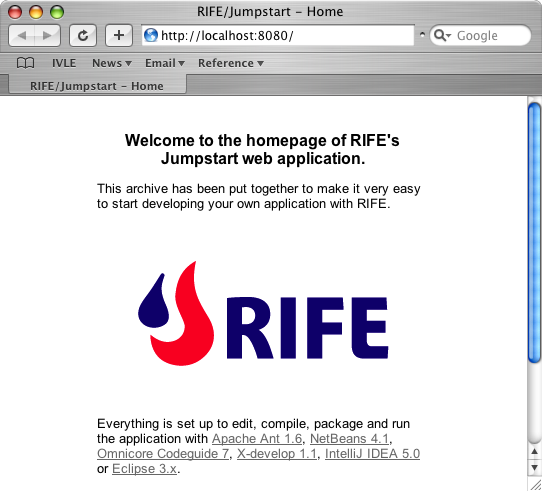 RIFE/Jumpstart – Home
http://localhost:8080/
Google
IVLE News Email Reference
RIFE/Jumpstart – Home
Welcome to the homepage of RIFE's
Jumpstart web application.
This archive has been put together to make it very easy
to start developing your own application with RIFE.
RIFE
Everything is set up to edit, compile, package and run
the application with Apache Ant 1.6, NetBeans 4.1,
Omnicore Codeguide 7, X-develop 1.1, IntelliJ IDEA 5.0
or Eclipse 3.x.